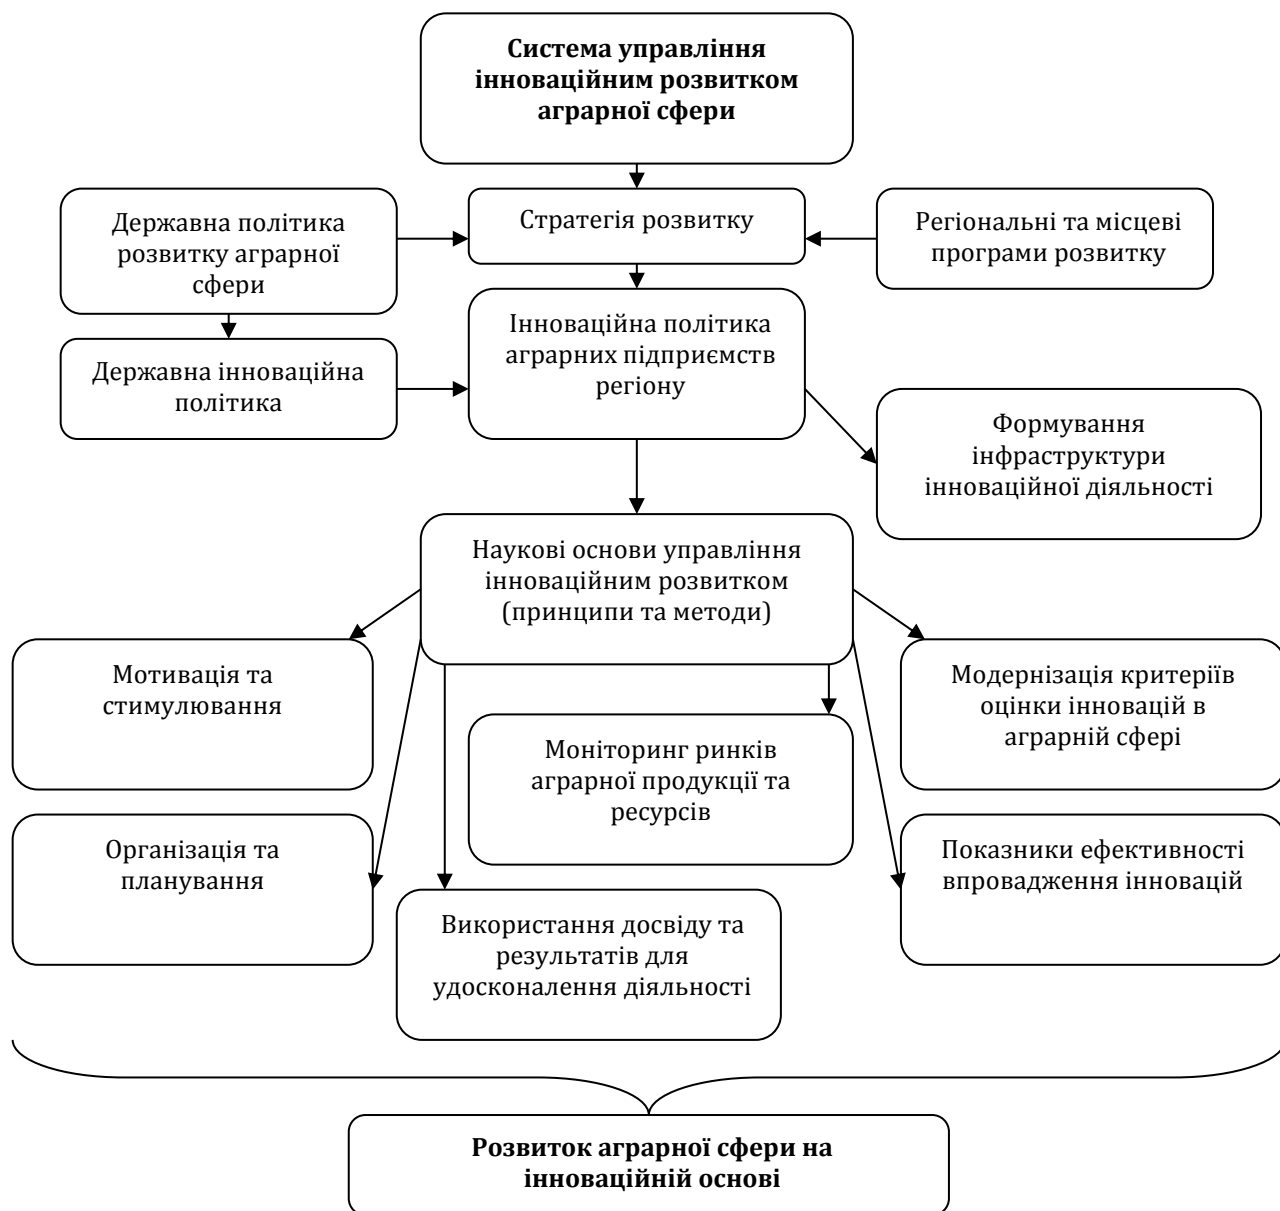 Система управління
інноваційним розвитком
аграрної сфери
Державна політика
розвитку аграрної
сфери
Стратегія розвитку
Регіональні та місцеві
програми розвитку
Державна інноваційна
політика
Інноваційна політика
аграрних підприємств
регіону
Формування
інфраструктури
інноваційної діяльності
Наукові основи управління
інноваційним розвитком
(принципи та методи)
Мотивація та
стимулювання
Моніторинг ринків
аграрної продукції та
ресурсів
Модернізація критеріїв
оцінки інновацій в
аграрній сфері
Організація та
планування
Використання досвіду та
результатів для
удосконалення діяльності
Показники ефективності
впровадження інновацій
Розвиток аграрної сфери на
інноваційній основі